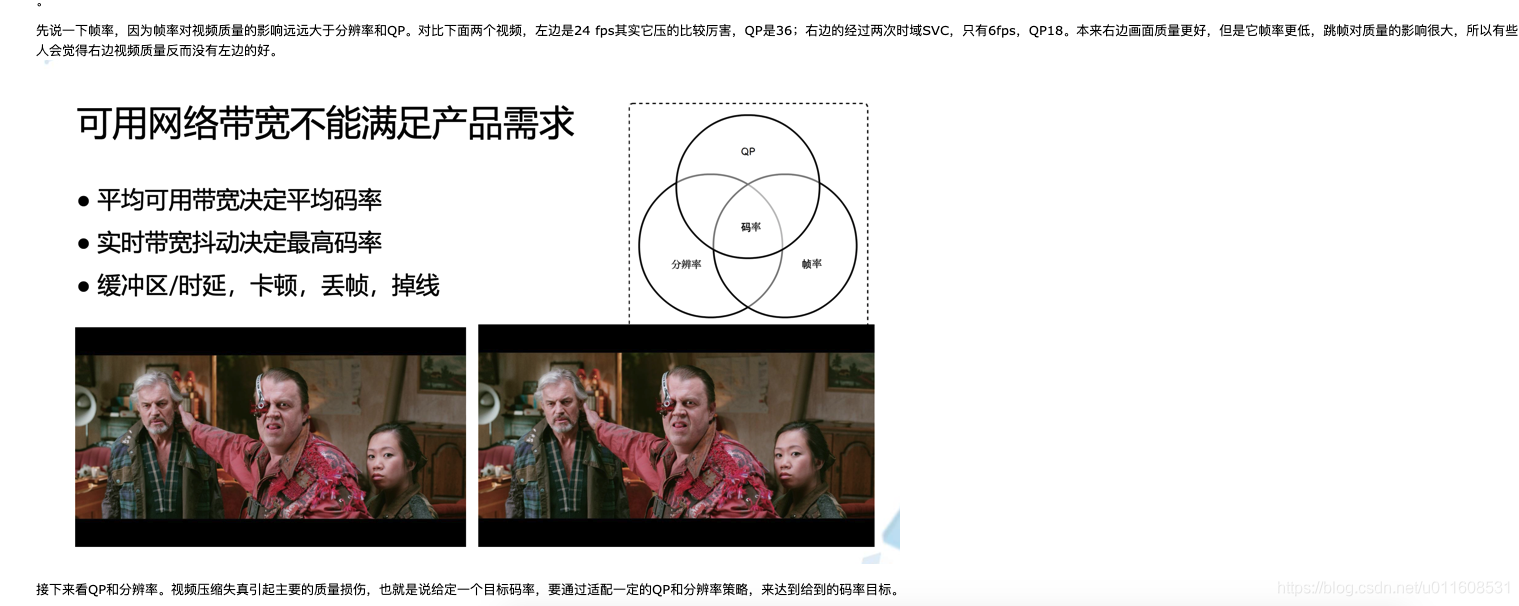 。
先说一下帧率，因为帧率对视频质量的影响远远大于分辨率和QP。对比下面两个视频，左边是24 fps其实它压的比较厉害，QP是36；右边的经过两次时域SVC，只有6fps，QP18。本来右边画面质量更好，但是它帧率更低，跳帧对质量的影响很大，所以有些
人会觉得右边视频质量反而没有左边的好。
可用网络带宽不能满足产品需求
● 平均可用带宽决定平均码率
● 实时带宽抖动决定最高码率
● 缓冲区/时延，卡顿，丢帧，掉线
QP
码率
分辨率
帧率
接下来看QP和分辨率。视频压缩失真引起主要的质量损伤，也就是说给定一个目标码率，要通过适配一定的QP和分辨率策略，来达到给到的码率目标。
https://blog.csdn.net/u011608531